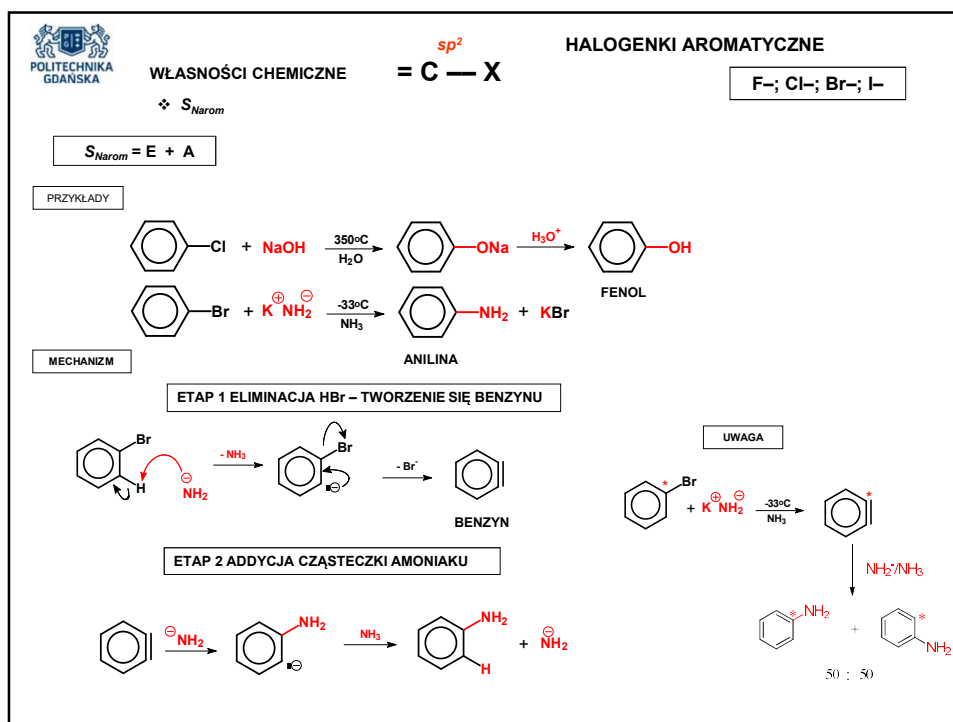 POLITECHNIKA
GDAŃSKA
HALOGENKI AROMATYCZNE
WŁASNOŚCI CHEMICZNE
sp²
= C — X
F–; Cl–; Br–; I–
❖ S_Narom
S_Narom = E + A
PRZYKŁADY
Cl + NaOH 350oC H₂O ONa H₃O⁺ OH
FENOL
Br + K⊕ NH₂⊖ -33oC NH₃ NH₂ + KBr
ANILINA
MECHANIZM
ETAP 1 ELIMINACJA HBr – TWORZENIE SIĘ BENZYNU
Br H ⊖NH₂ - NH₃ Br ⊖ - Br⁻
BENZYN
ETAP 2 ADDYCJA CZĄSTECZKI AMONIAKU
⊖NH₂ NH₂ ⊖ NH₃ NH₂ H + ⊖NH₂
UWAGA
* Br + K⊕ NH₂⊖ -33oC NH₃ *
NH₂⁻/NH₃
* NH₂ + * NH₂
50 : 50